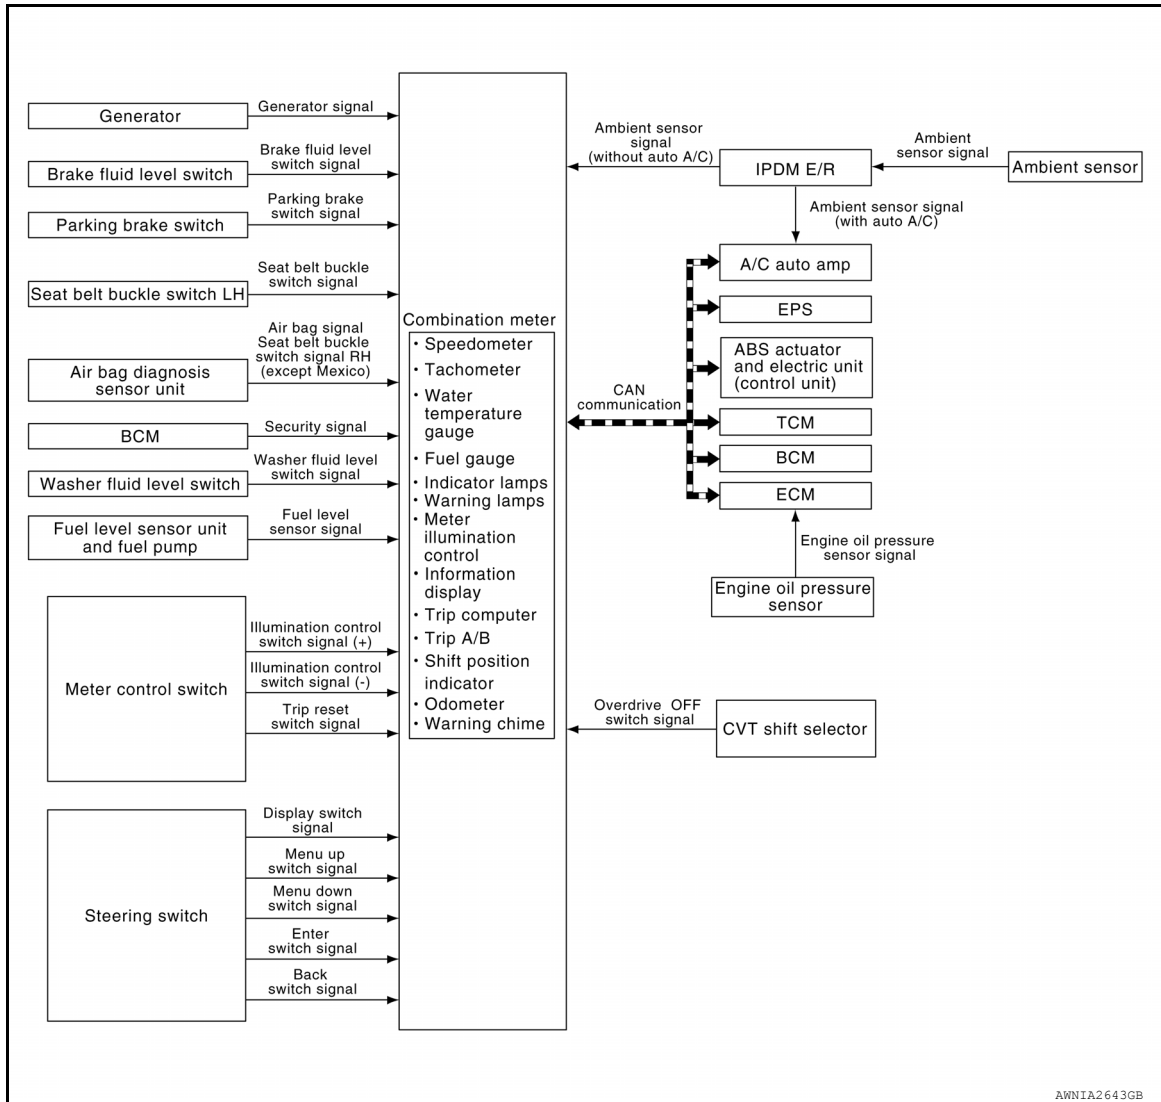 Generator
Generator signal
Brake fluid level switch
Brake fluid level
switch signal
Parking brake switch
Parking brake
switch signal
Seat belt buckle switch LH
Seat belt buckle
switch signal
Air bag diagnosis
sensor unit
Air bag signal
Seat belt buckle
switch signal RH
(except Mexico)
BCM
Security signal
Washer fluid level switch
Washer fluid level
switch signal
Fuel level sensor unit
and fuel pump
Fuel level
sensor signal
Meter control switch
Illumination control
switch signal (+)
Illumination control
switch signal (-)
Trip reset
switch signal
Steering switch
Display switch
signal
Menu up
switch signal
Menu down
switch signal
Enter
switch signal
Back
switch signal
Combination meter
· Speedometer
· Tachometer
· Water
temperature
gauge
· Fuel gauge
· Indicator lamps
· Warning lamps
· Meter
illumination
control
· Information
display
· Trip computer
· Trip A/B
· Shift position
indicator
· Odometer
· Warning chime
Ambient sensor
signal
(without auto A/C)
IPDM E/R
Ambient
sensor signal
Ambient sensor
Ambient sensor signal
(with auto A/C)
A/C auto amp
EPS
ABS actuator
and electric unit
(control unit)
CAN
communication
TCM
BCM
ECM
Engine oil pressure
sensor signal
Engine oil pressure
sensor
Overdrive OFF
switch signal
CVT shift selector
AWNIA2643GB